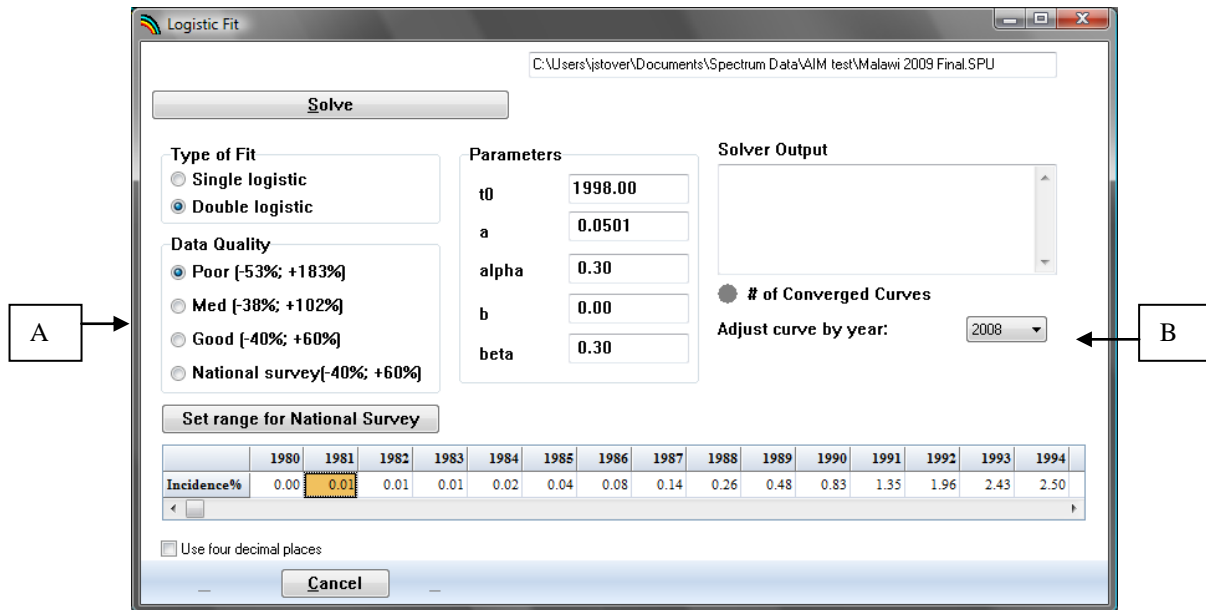 Logistic Fit
C:\Users\jstover\Documents\Spectrum Data\AIM test\Malawi 2009 Final.SPU
Solve
Type of Fit
Single logistic
Double logistic
Data Quality
Poor (-53%; +183%)
Med (-38%; +102%)
Good (-40%; +60%)
National survey(-40%; +60%)
Parameters
t0 1998.00
a 0.0501
alpha 0.30
b 0.00
beta 0.30
Solver Output
# of Converged Curves
Adjust curve by year: 2008
A
B
Set range for National Survey
1980 1981 1982 1983 1984 1985 1986 1987 1988 1989 1990 1991 1992 1993 1994
Incidence% 0.00 0.01 0.01 0.01 0.02 0.04 0.08 0.14 0.26 0.48 0.83 1.35 1.96 2.43 2.50
Use four decimal places
Cancel